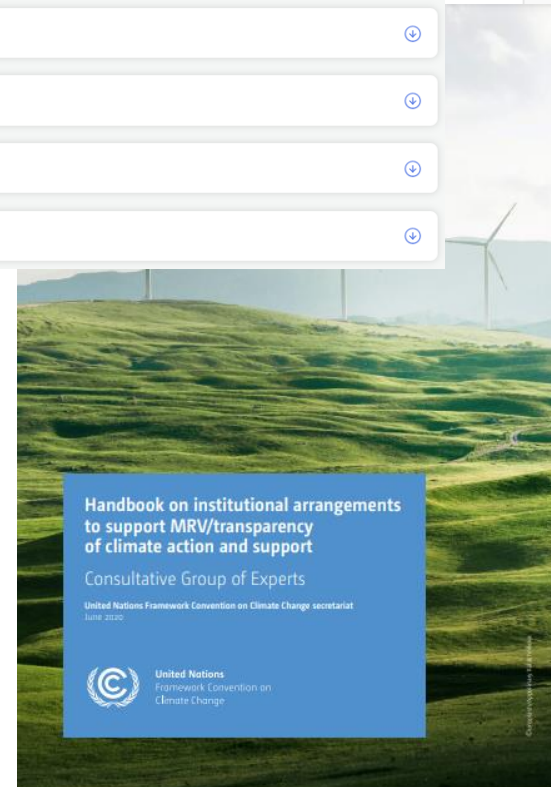 Handbook on institutional arrangements
to support MRV/transparency
of climate action and support
Consultative Group of Experts
United Nations Framework Convention on Climate Change secretariat
June 2020
United Nations
Framework Convention on
Climate Change